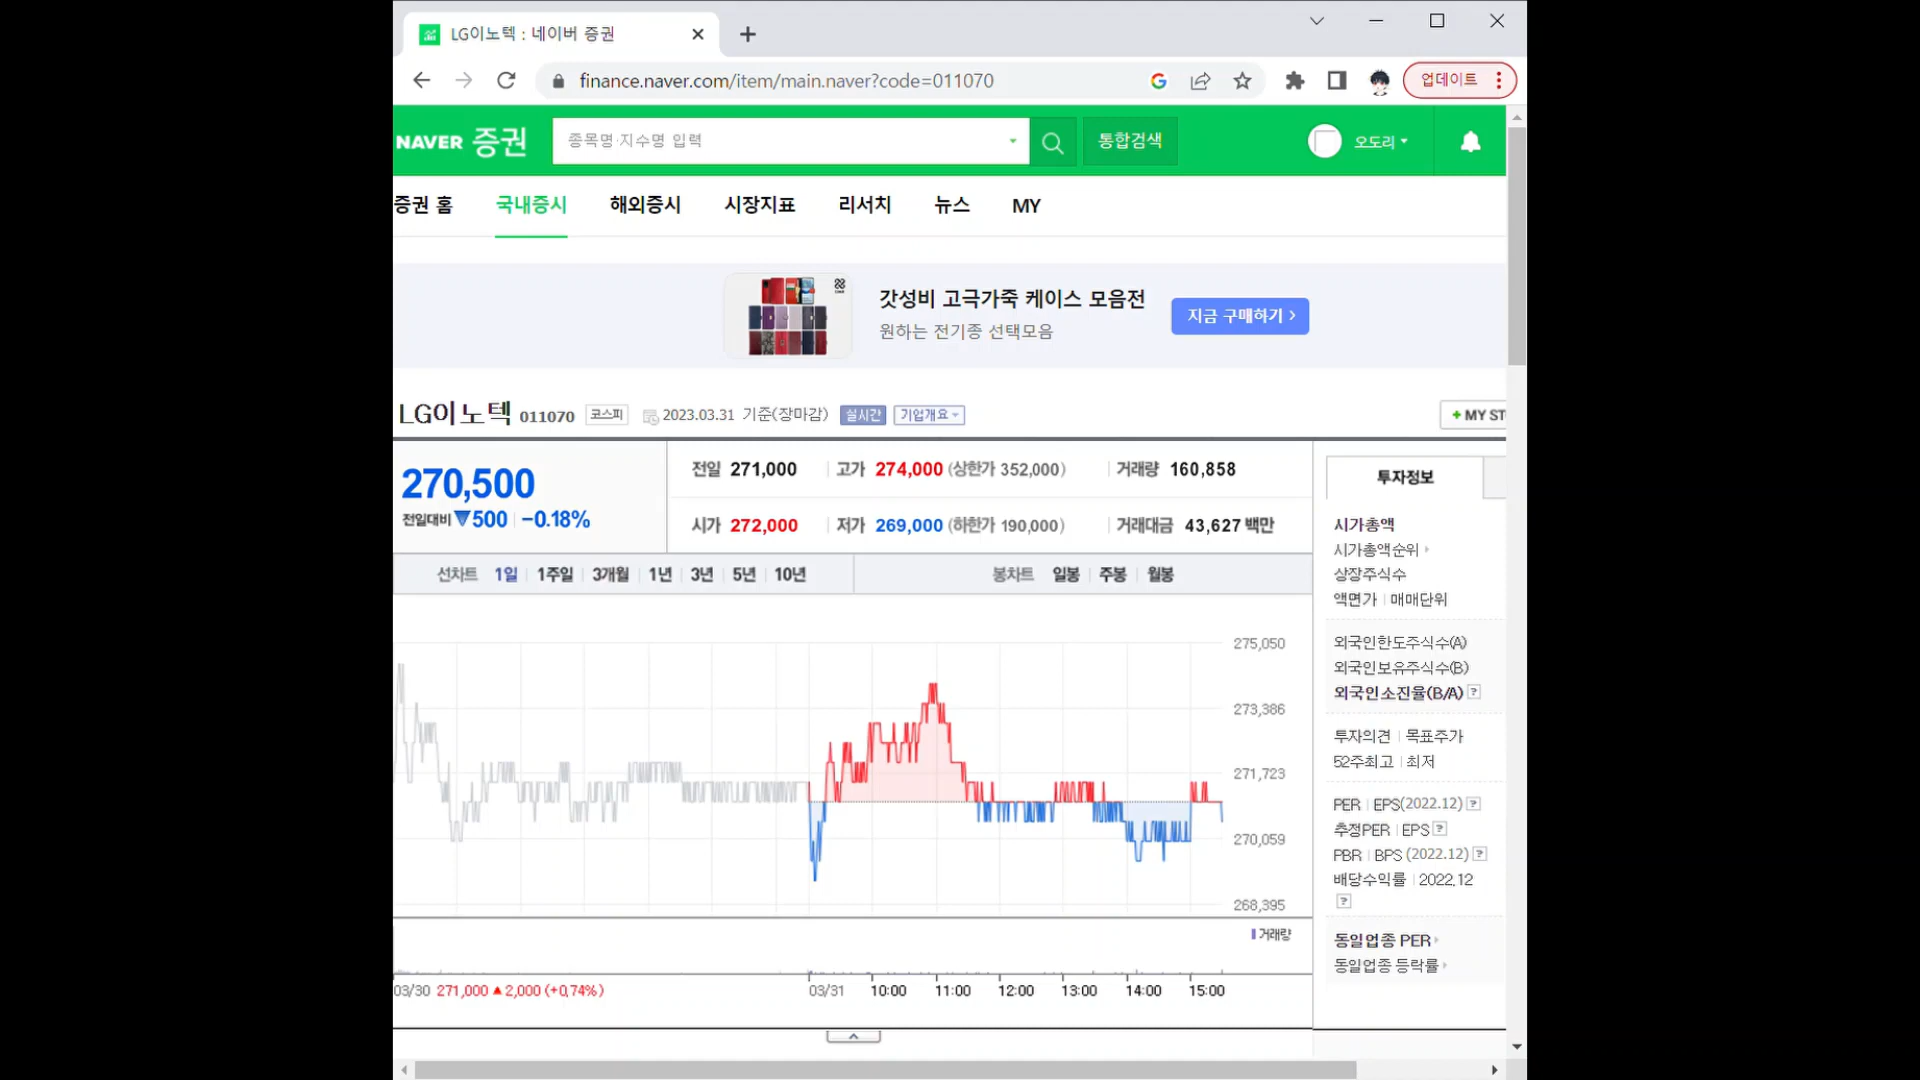 LG이노텍 : 네이버 증권
finance.naver.com/item/main.naver?code=011070
업데이트
NAVER 증권
종목명·지수명 입력
통합검색
오도리
증권 홈 국내증시 해외증시 시장지표 리서치 뉴스 MY
갓성비 고극가죽 케이스 모음전
원하는 전기종 선택모음
지금 구매하기 >
LG이노텍 011070 코스피 2023.03.31 기준(장마감) 실시간 기업개요
+ MY ST
270,500
전일대비 ▼500 -0.18%
전일 271,000 고가 274,000 (상한가 352,000) 거래량 160,858
시가 272,000 저가 269,000 (하한가 190,000) 거래대금 43,627 백만
선차트 1일 1주일 3개월 1년 3년 5년 10년 봉차트 일봉 주봉 월봉
275,050
273,386
271,723
270,059
268,395
거래량
03/30 271,000 ▲2,000 (+0.74%) 03/31 10:00 11:00 12:00 13:00 14:00 15:00
투자정보
시가총액
시가총액순위
상장주식수
액면가 매매단위
외국인한도주식수(A)
외국인보유주식수(B)
외국인소진율(B/A) ?
투자의견 목표주가
52주최고 최저
PER EPS(2022.12) ?
추정PER EPS ?
PBR BPS (2022.12) ?
배당수익률 2022.12
?
동일업종 PER
동일업종 등락률